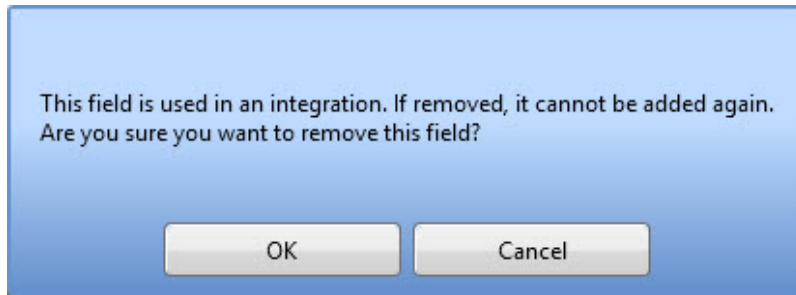 This field is used in an integration. If removed, it cannot be added again.
Are you sure you want to remove this field?
OK
Cancel